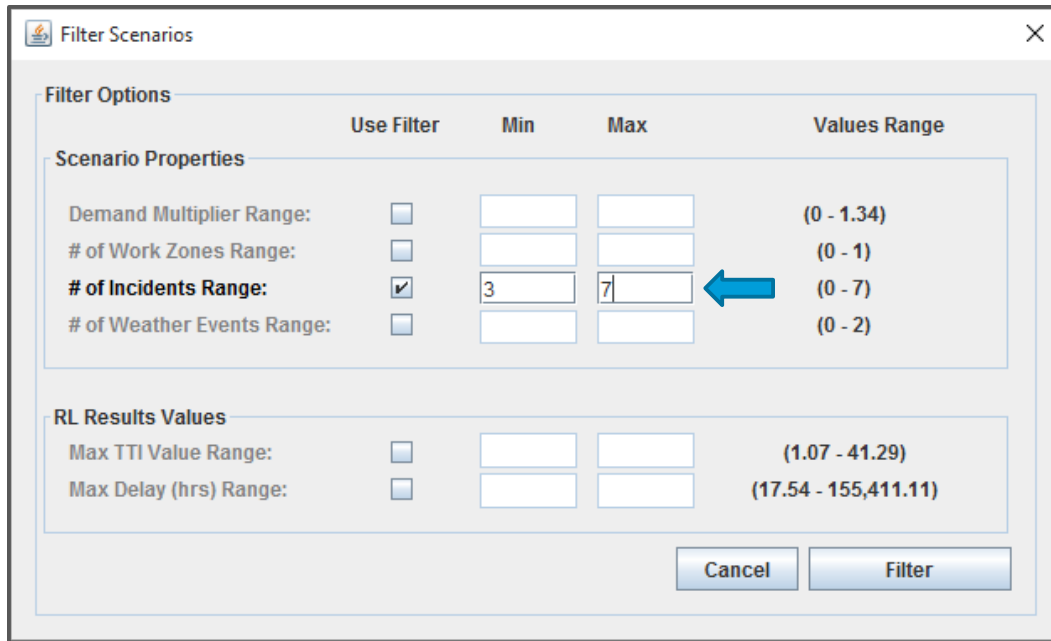 Filter Scenarios
Filter Options
Use Filter Min Max Values Range
Scenario Properties
Demand Multiplier Range: (0 - 1.34)
# of Work Zones Range: (0 - 1)
# of Incidents Range: 3 7 (0 - 7)
# of Weather Events Range: (0 - 2)
RL Results Values
Max TTI Value Range: (1.07 - 41.29)
Max Delay (hrs) Range: (17.54 - 155,411.11)
Cancel Filter